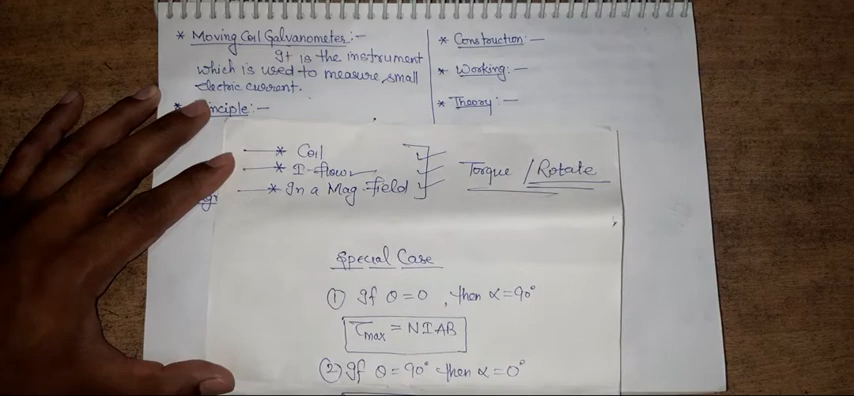 * Moving Coil Galvanometer:-
It is the instrument
which is used to measure small
electric current.
* Construction:-
* Working:-
* Theory:-
inciple:-
* Coil
* I-flow
* In a Mag. Field
Torque / Rotate
Special Case
① If θ = 0, then α = 90°
τmax = NIAB
② If θ = 90° then α = 0°